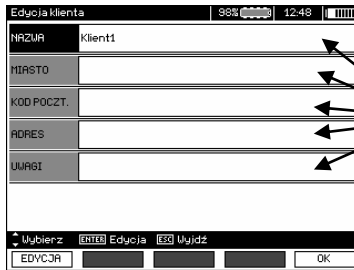 Edycja klienta 98% 12:48
NAZWA Klient1
MIASTO
KOD POCZT.
ADRES
UWAGI
Wybierz ENTER Edycja ESC Wyjdź
EDYCJA OK